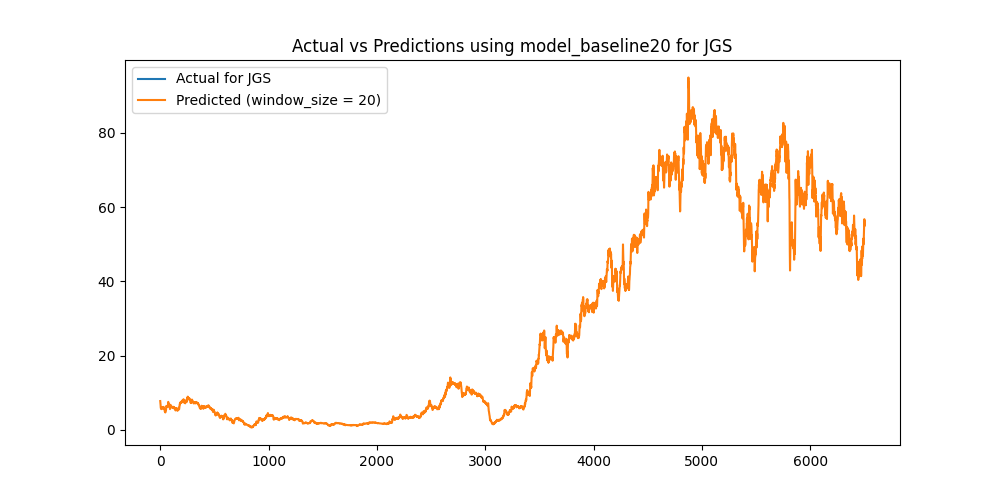 Actual vs Predictions using model_baseline20 for JGS
Actual for JGS
Predicted (window_size = 20)
80
60
40
20
0
0 1000 2000 3000 4000 5000 6000